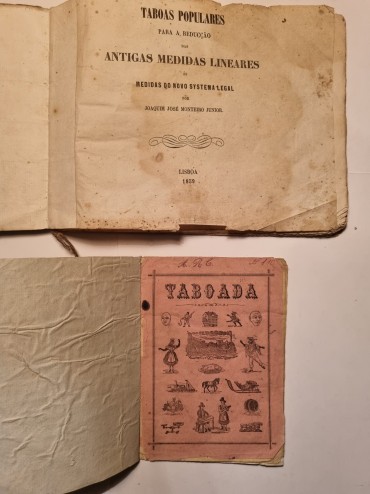 TABOAS POPULARES
PARA A REDUCÇÃO
DAS
ANTIGAS MEDIDAS LINEARES
ÁS
MEDIDAS DO NOVO SYSTEMA LEGAL
POR
JOAQUIM JOSÉ MONTEIRO JUNIOR.
LISBOA
1859
TABOADA